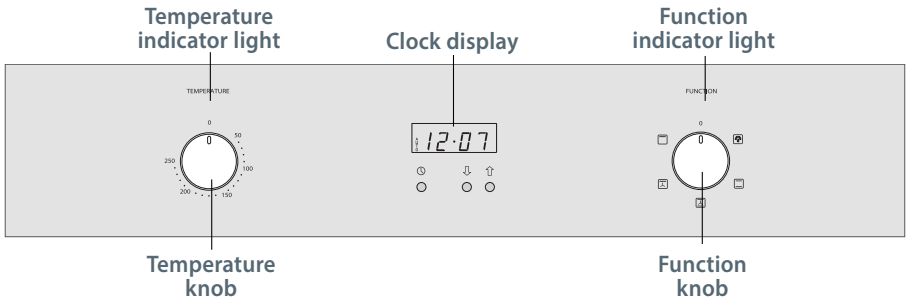 Temperature
indicator light
Clock display
Function
indicator light
TEMPERATURE
FUNCTION
0
50
100
150
200
250
AUTO
12·07
0
Temperature
knob
Function
knob